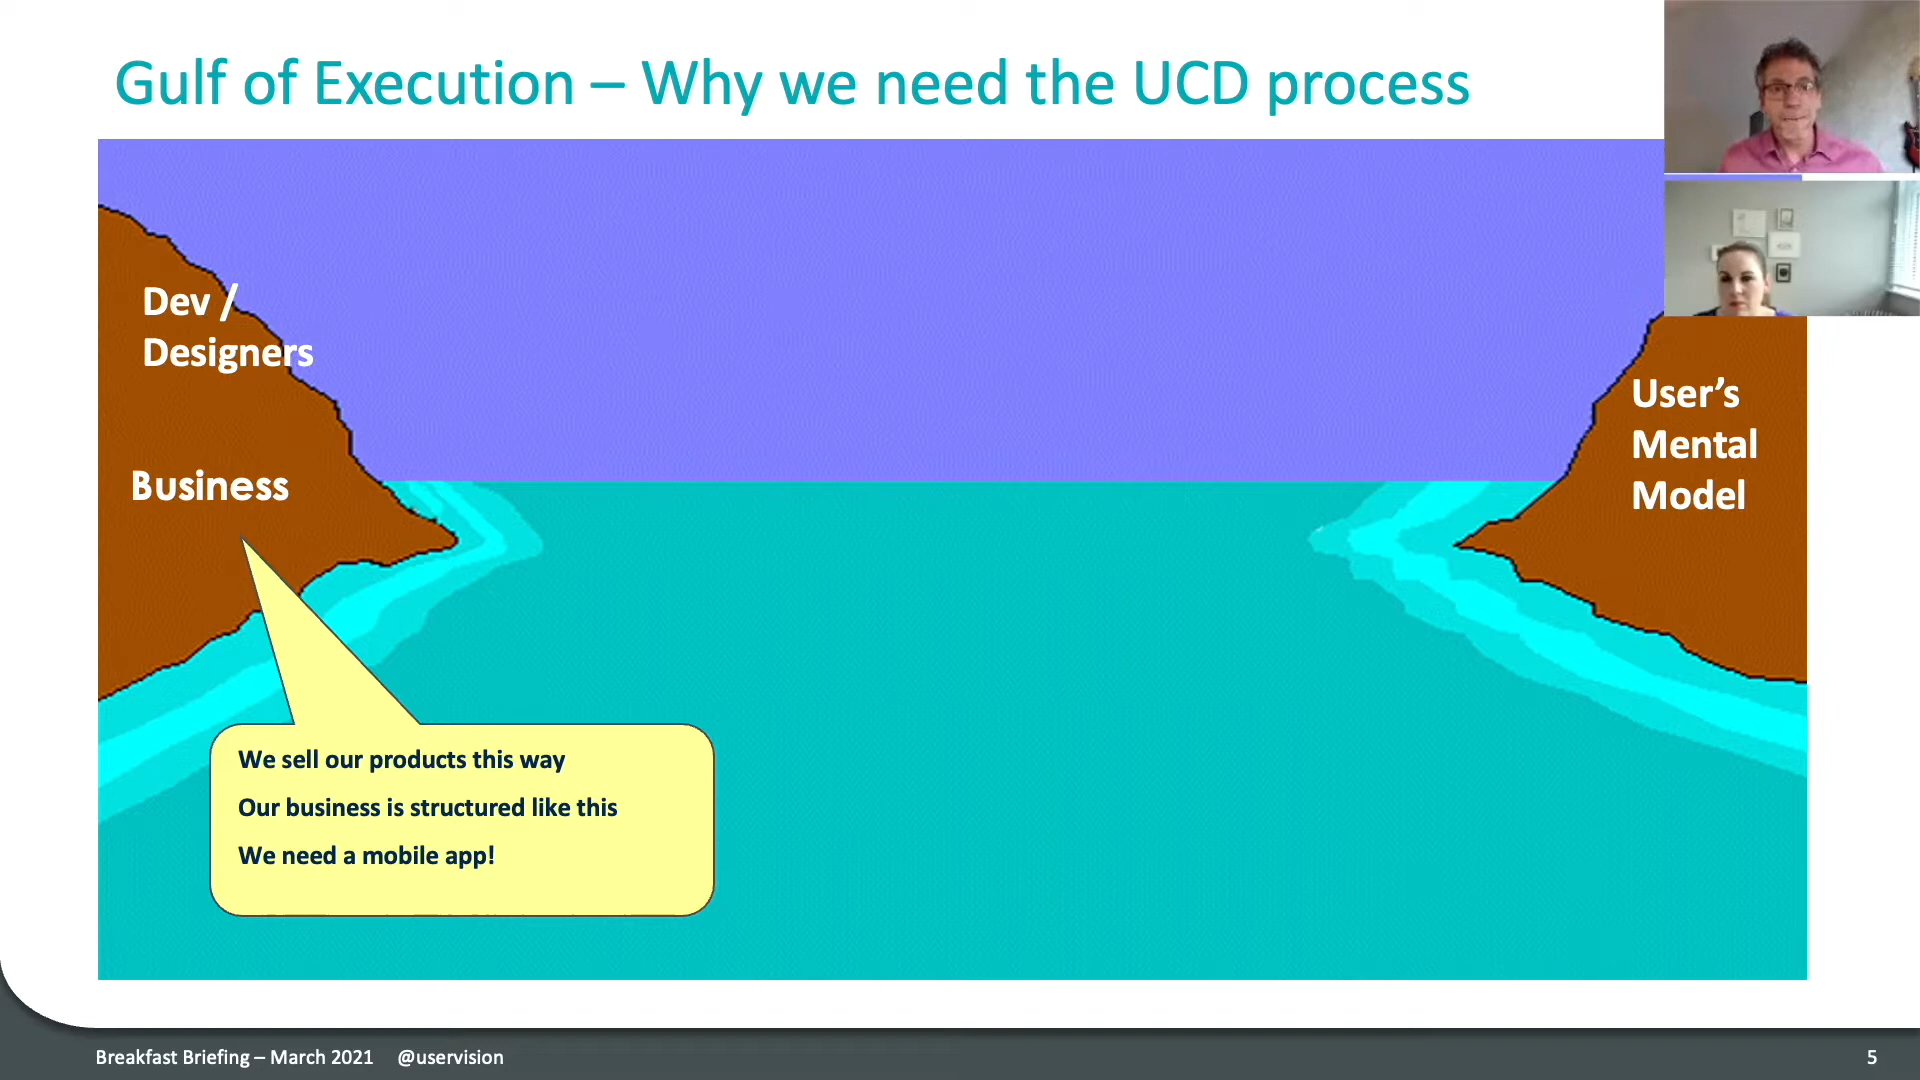 Gulf of Execution – Why we need the UCD process
Dev /
Designers
Business
User’s
Mental
Model
We sell our products this way
Our business is structured like this
We need a mobile app!
Breakfast Briefing – March 2021 @uservision
5